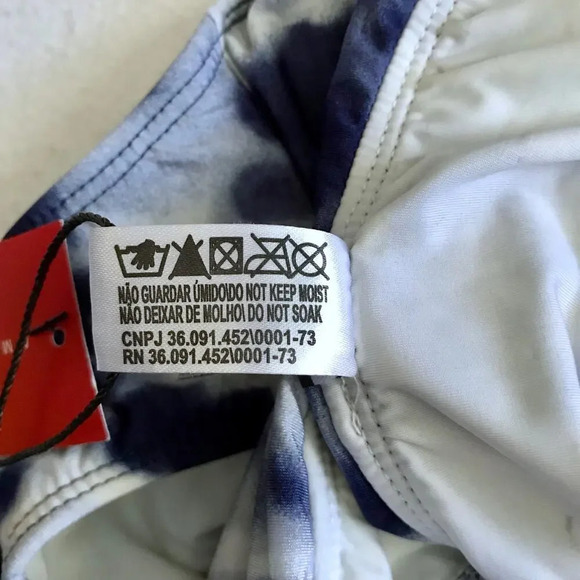 NÃO GUARDAR ÚMIDO\DO NOT KEEP MOIST
NÃO DEIXAR DE MOLHO\ DO NOT SOAK
CNPJ 36.091.452\0001-73
RN 36.091.452\0001-73
M